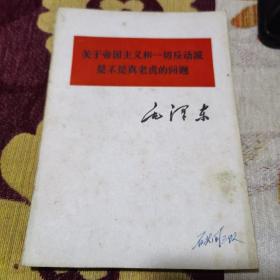 关于帝国主义和一切反动派
是不是真老虎的问题
毛泽东